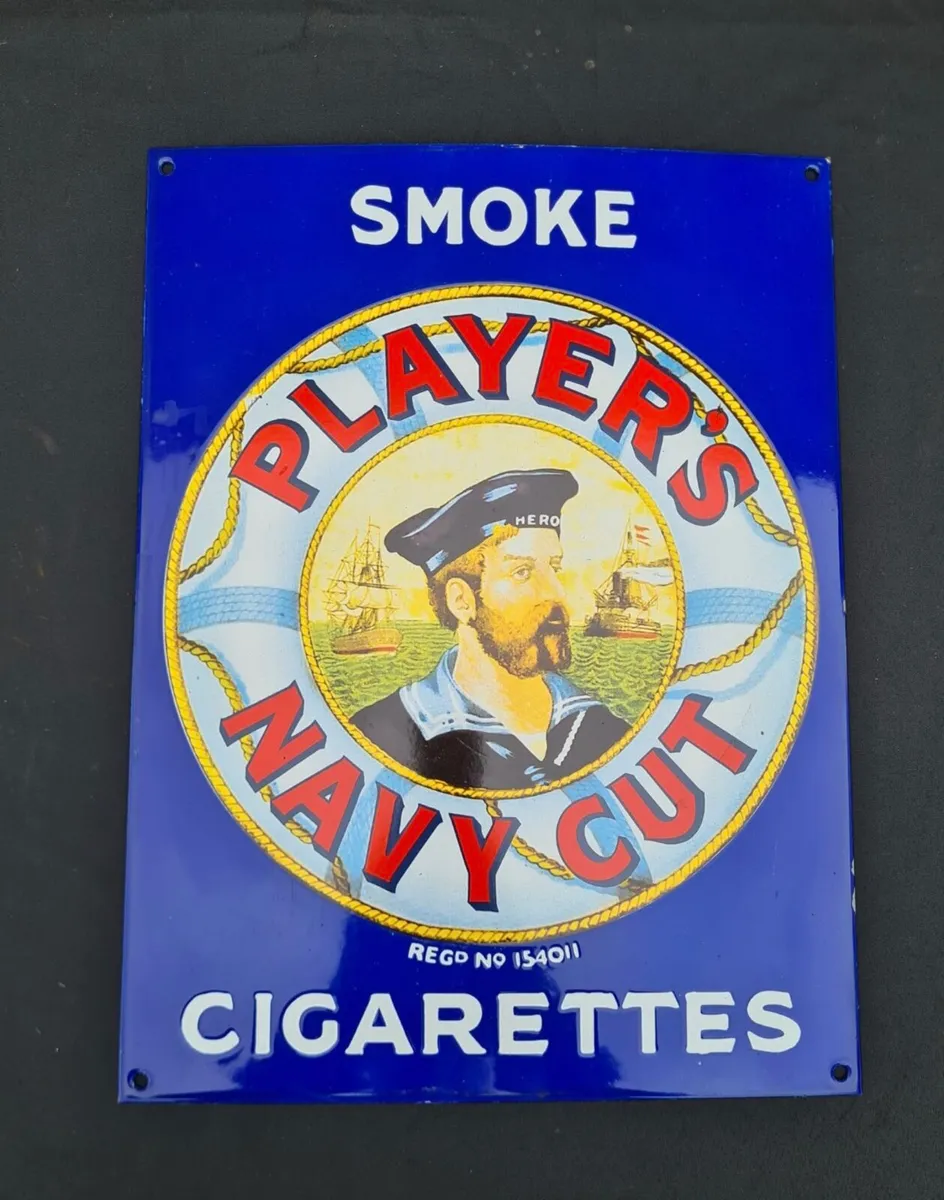 SMOKE
PLAYER'S
HERO
NAVY CUT
REGD No 154011
CIGARETTES